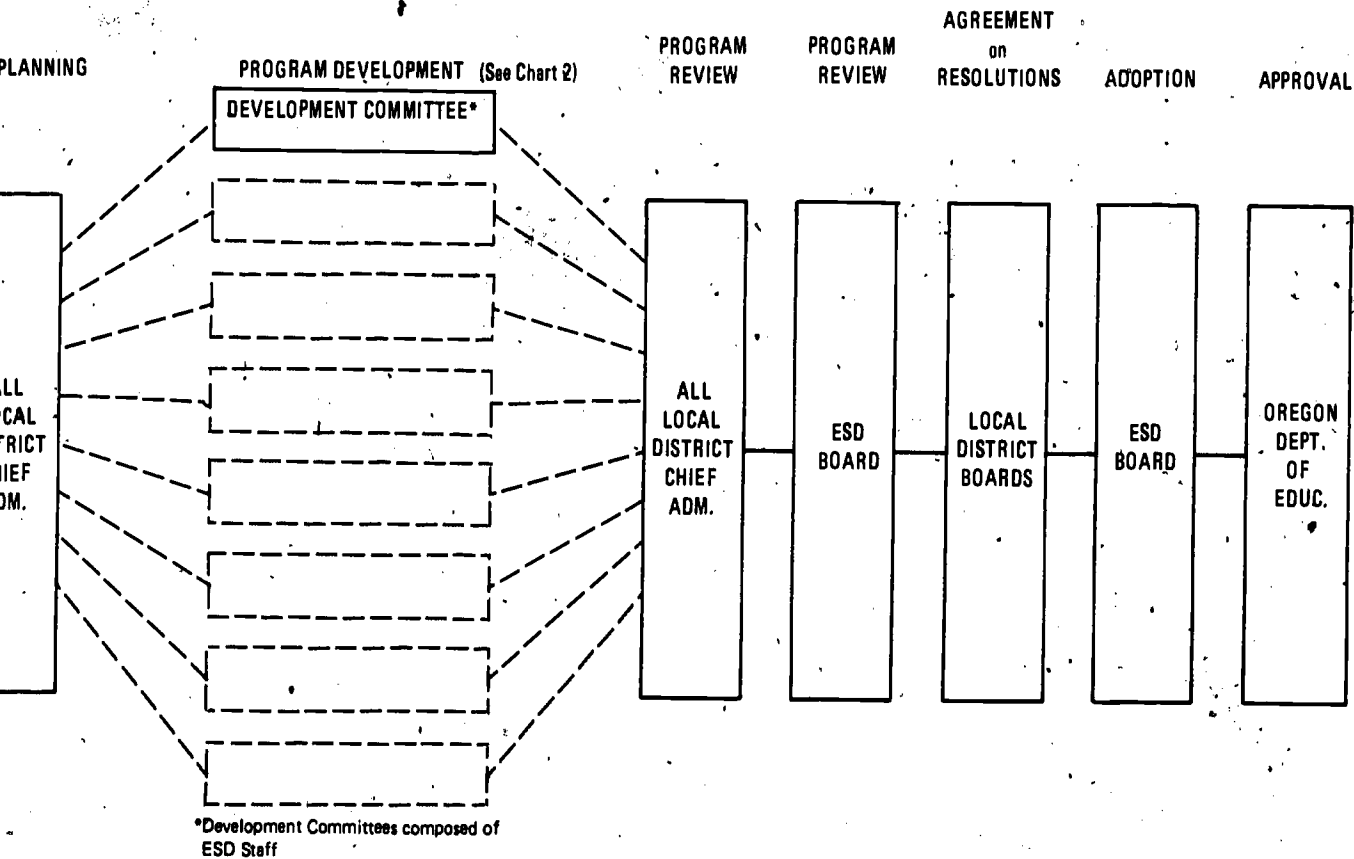 PLANNING
PROGRAM DEVELOPMENT (See Chart 2)
PROGRAM
REVIEW
PROGRAM
REVIEW
AGREEMENT
on
RESOLUTIONS
ADOPTION
APPROVAL
DEVELOPMENT COMMITTEE*
ALL
LOCAL
DISTRICT
CHIEF
ADM.
ESD
BOARD
LOCAL
DISTRICT
BOARDS
ESD
BOARD
OREGON
DEPT.
OF
EDUC.
*Development Committees composed of
ESD Staff